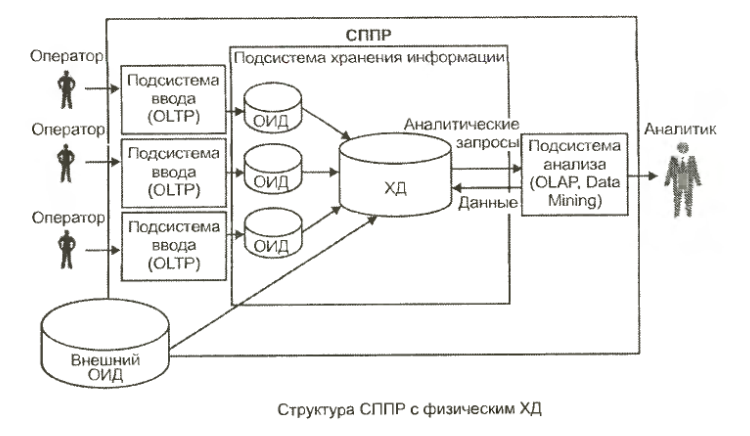 СППР
Оператор
Подсистема
ввода
(OLTP)
Оператор
Подсистема
ввода
(OLTP)
Оператор
Подсистема
ввода
(OLTP)
Подсистема хранения информации
ОИД
ОИД
ОИД
ХД
Аналитические
запросы
Данные
Подсистема
анализа
(OLAP, Data
Mining)
Аналитик
Внешний
ОИД
Структура СППР с физическим ХД